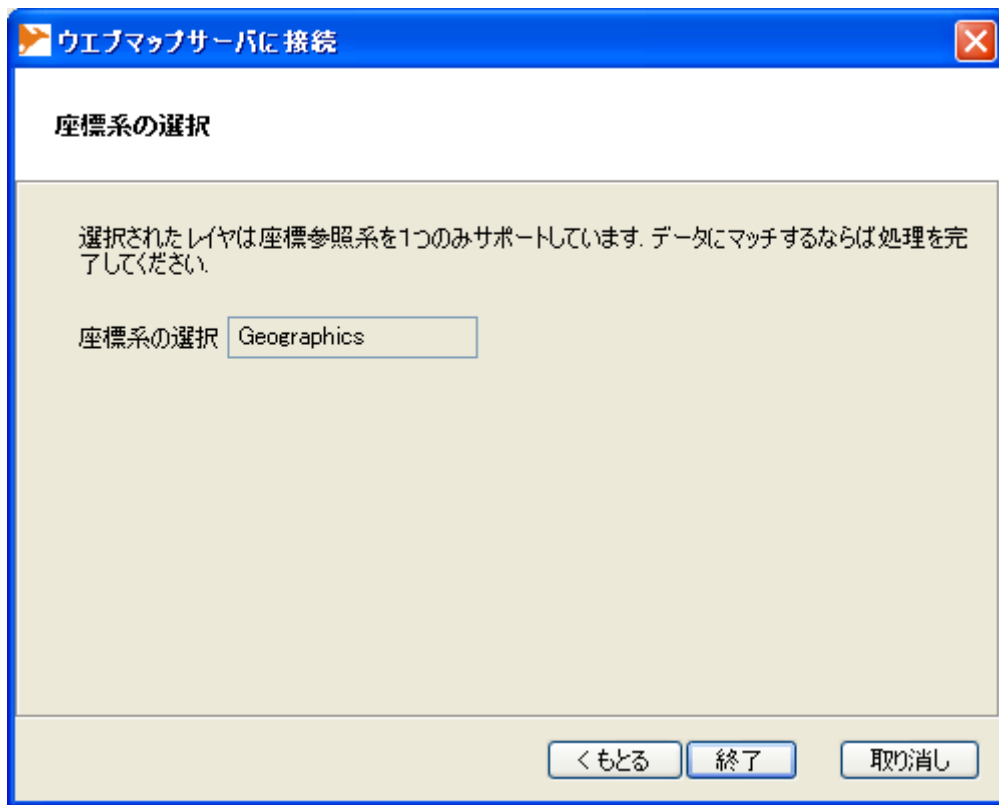 ウエブマップサーバに接続
座標系の選択
選択されたレイヤは座標参照系を1つのみサポートしています. データにマッチするならば処理を完
了してください.
座標系の選択 Geographics
< もとる 終了 取り消し